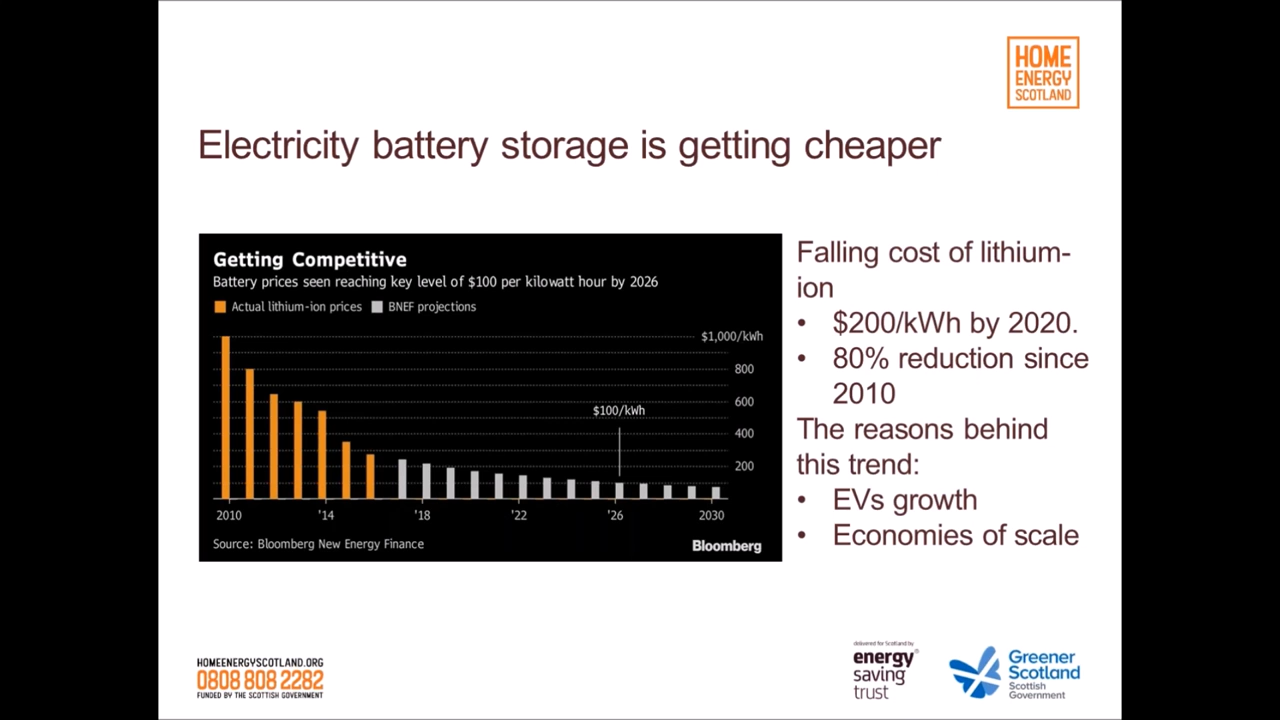 HOME
ENERGY
SCOTLAND
Electricity battery storage is getting cheaper
Getting Competitive
Battery prices seen reaching key level of $100 per kilowatt hour by 2026
Actual lithium-ion prices
BNEF projections
$1,000/kWh
800
600
400
200
$100/kWh
2010
'14
'18
'22
'26
2030
Source: Bloomberg New Energy Finance
Bloomberg
Falling cost of lithium-
ion
• $200/kWh by 2020.
• 80% reduction since
2010
The reasons behind
this trend:
• EVs growth
• Economies of scale
HOMEENERGYSCOTLAND.ORG
0808 808 2282
FUNDED BY THE SCOTTISH GOVERNMENT
delivered for Scotland by
energy
saving
trust
Greener
Scotland
Scottish
Government